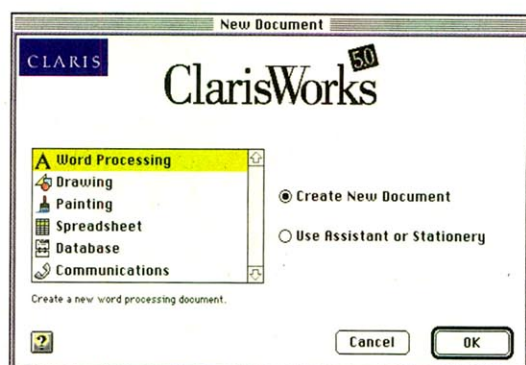 New Document
CLARIS
ClarisWorks 5.0
Word Processing
Drawing
Painting
Spreadsheet
Database
Communications
Create New Document
Use Assistant or Stationery
Create a new word processing document.
?
Cancel
OK